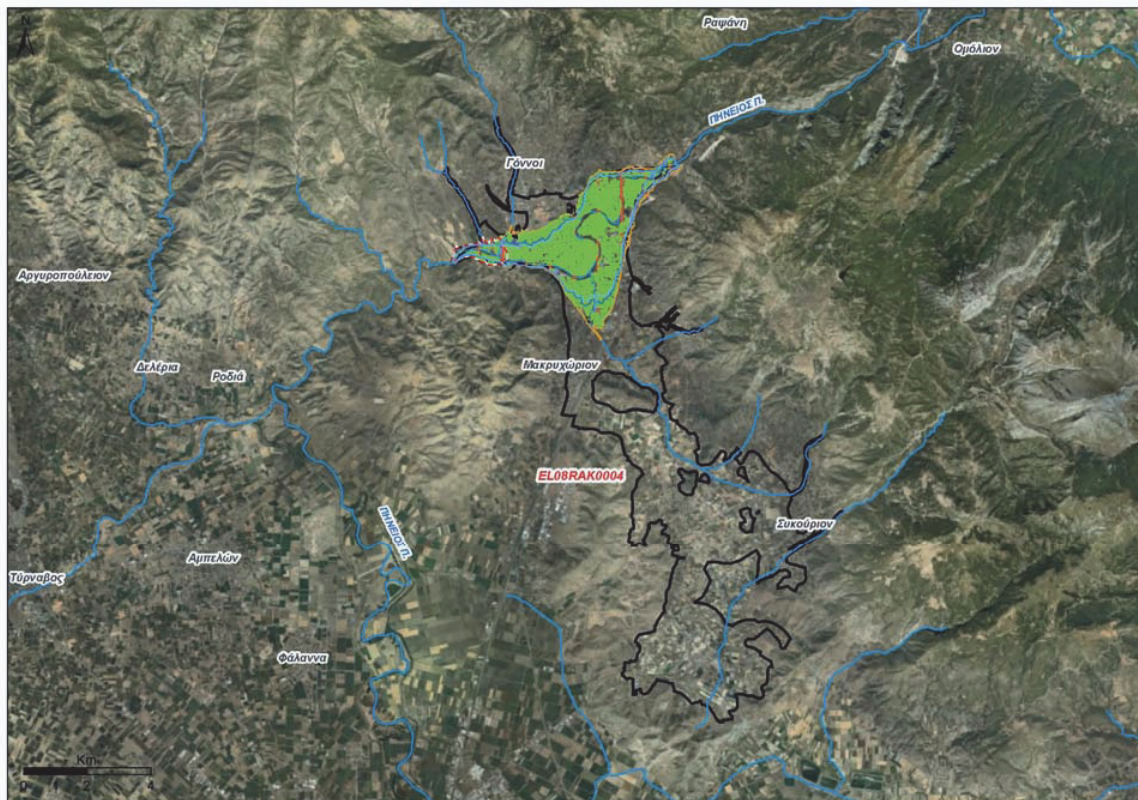 N
Ραψάνη
Ομόλιον
ΠΗΝΕΙΟΣ Π.
Γόννοι
Αργυροπούλειον
Δελέρια
Ροδιά
Μακρυχώριον
EL08RAK0004
Συκούριον
ΠΗΝΕΙΟΣ Π.
Αμπελών
Τύρναβος
Φάλαννα
Km
0 1 2 4